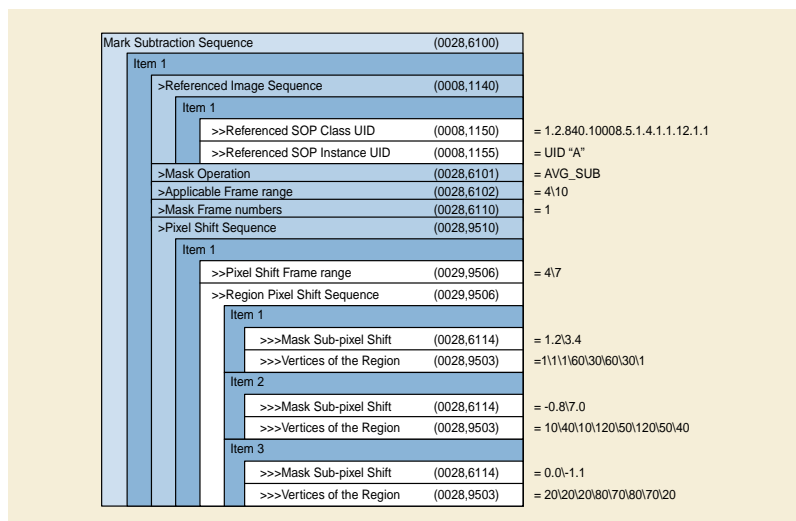 Mark Subtraction Sequence (0028,6100)
Item 1
>Referenced Image Sequence (0008,1140)
Item 1
>>Referenced SOP Class UID (0008,1150) = 1.2.840.10008.5.1.4.1.1.12.1.1
>>Referenced SOP Instance UID (0008,1155) = UID “A”
>Mask Operation (0028,6101) = AVG_SUB
>Applicable Frame range (0028,6102) = 4\10
>Mask Frame numbers (0028,6110) = 1
>Pixel Shift Sequence (0028,9510)
Item 1
>>Pixel Shift Frame range (0029,9506) = 4\7
>>Region Pixel Shift Sequence (0029,9506)
Item 1
>>>Mask Sub-pixel Shift (0028,6114) = 1.2\3.4
>>>Vertices of the Region (0028,9503) =1\1\1\60\30\60\30\1
Item 2
>>>Mask Sub-pixel Shift (0028,6114) = -0.8\7.0
>>>Vertices of the Region (0028,9503) = 10\40\10\120\50\120\50\40
Item 3
>>>Mask Sub-pixel Shift (0028,6114) = 0.0\-1.1
>>>Vertices of the Region (0028,9503) = 20\20\20\80\70\80\70\20